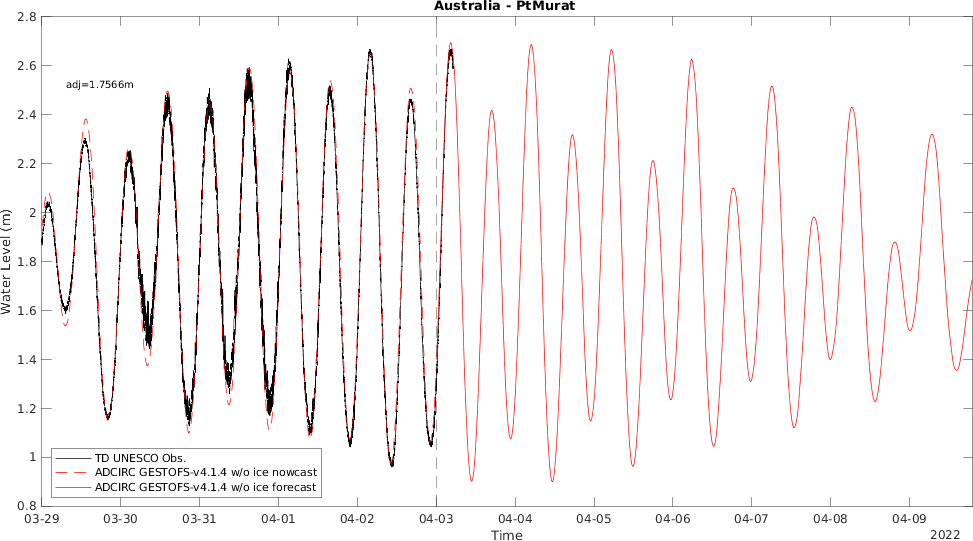 Australia - PtMurat
2.8
2.6
2.4
2.2
2
1.8
1.6
1.4
1.2
1
0.8
Water Level (m)
adj=1.7566m
TD UNESCO Obs.
ADCIRC GESTOFS-v4.1.4 w/o ice nowcast
ADCIRC GESTOFS-v4.1.4 w/o ice forecast
03-29 03-30 03-31 04-01 04-02 04-03 04-04 04-05 04-06 04-07 04-08 04-09
Time
2022